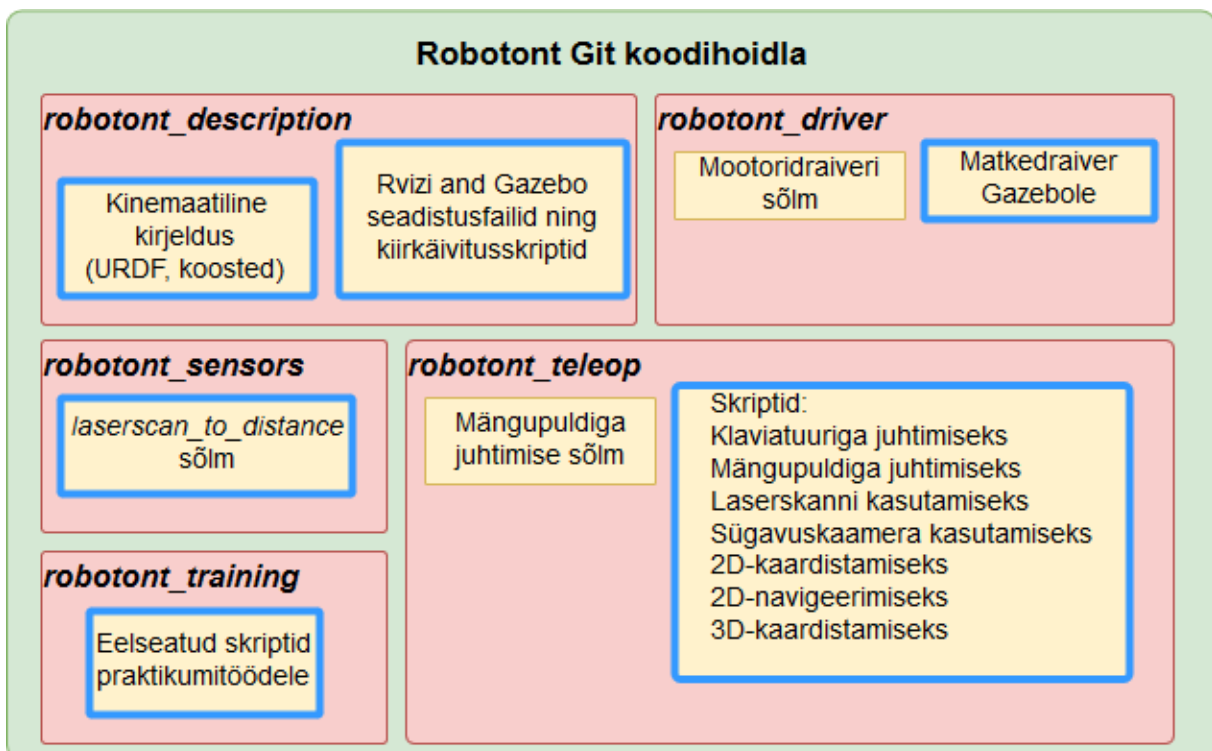 Robotont Git koodihoidla
robotont_description
Kinemaatiline
kirjeldus
(URDF, koosted)
Rvizi and Gazebo
seadistusfailid ning
kiirkäivitusskriptid
robotont_driver
Mootoridraiveri
sõlm
Matkedraiver
Gazebole
robotont_sensors
laserscan_to_distance
sõlm
robotont_teleop
Mängupuldiga
juhtimise sõlm
Skriptid:
Klaviatuuriga juhtimiseks
Mängupuldiga juhtimiseks
Laserskanni kasutamiseks
Sügavuskaamera kasutamiseks
2D-kaardistamiseks
2D-navigeerimiseks
3D-kaardistamiseks
robotont_training
Eelseatud skriptid
praktikumitöödele